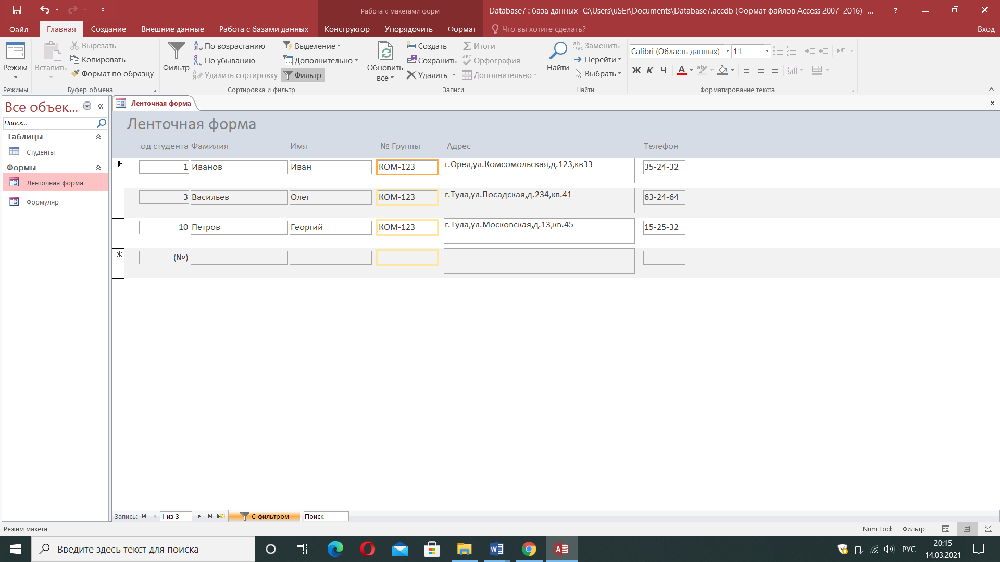 Работа с макетами форм
Database7 : база данных- C:\Users\uSEr\Documents\Database7.accdb (Формат файлов Access 2007–2016) -...
?
Файл
Главная
Создание
Внешние данные
Работа с базами данных
Конструктор
Упорядочить
Формат
Что вы хотите сделать?
Вход
Режим
Режимы
Вставить
Вырезать
Копировать
Формат по образцу
Буфер обмена
Фильтр
По возрастанию
По убыванию
Удалить сортировку
Выделение
Дополнительно
Фильтр
Сортировка и фильтр
Обновить
все
Создать
Сохранить
Удалить
Итоги
Орфография
Дополнительно
Записи
Найти
Заменить
Перейти
Выбрать
Найти
Calibri (Область данных)
11
Ж К Ч А
Форматирование текста
Все объек...
Поиск...
Таблицы
Студенты
Формы
Ленточная форма
Формуляр
Ленточная форма
Ленточная форма
Код студента Фамилия Имя № Группы Адрес Телефон
1 Иванов Иван КОМ-123 г.Орел,ул.Комсомольская,д.123,кв33 35-24-32
3 Васильев Олег КОМ-123 г.Тула,ул.Посадская,д.234,кв.41 63-24-64
10 Петров Георгий КОМ-123 г.Тула,ул.Московская,д.13,кв.45 15-25-32
(№)
Запись: 1 из 3 С фильтром Поиск
Режим макета
Num Lock Фильтр
Введите здесь текст для поиска
РУС
20:15
14.03.2021